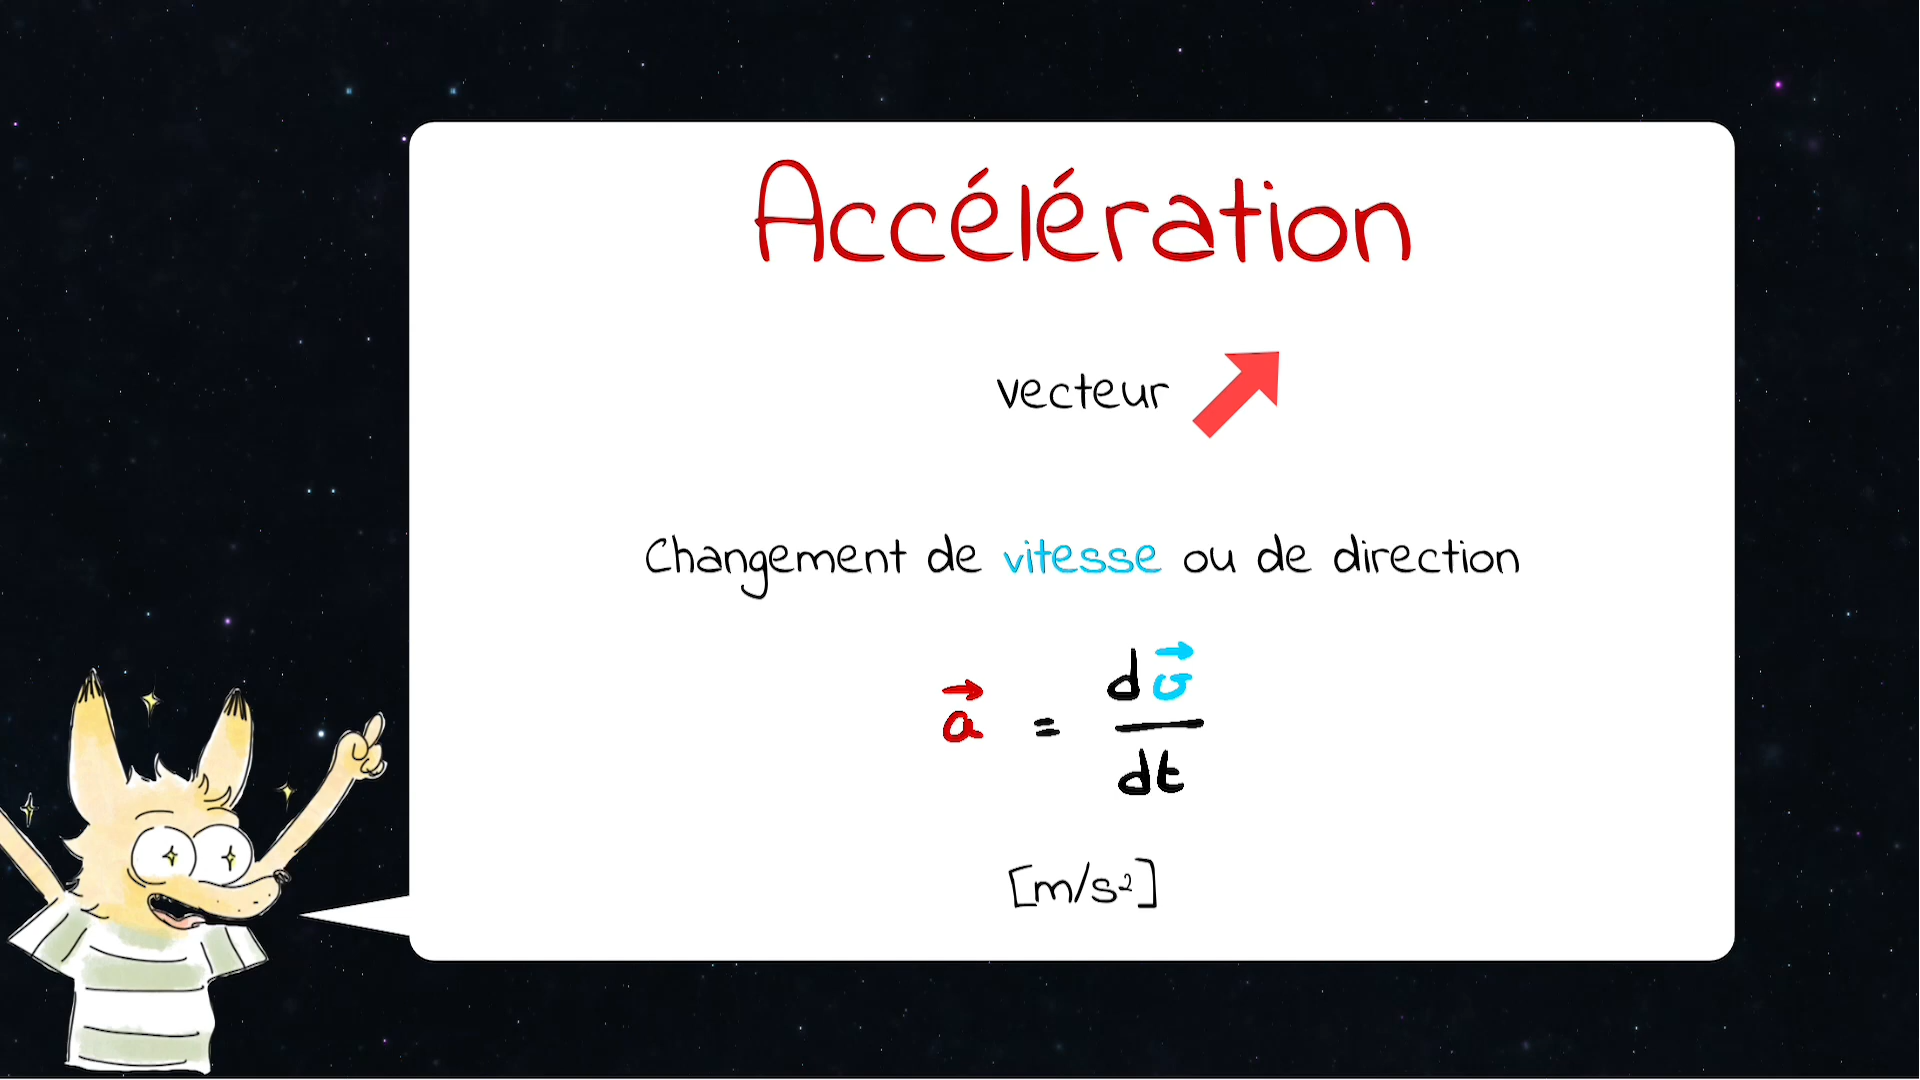 Accélération
vecteur
Changement de vitesse ou de direction
a⃗ = dv⃗/dt
[m/s²]